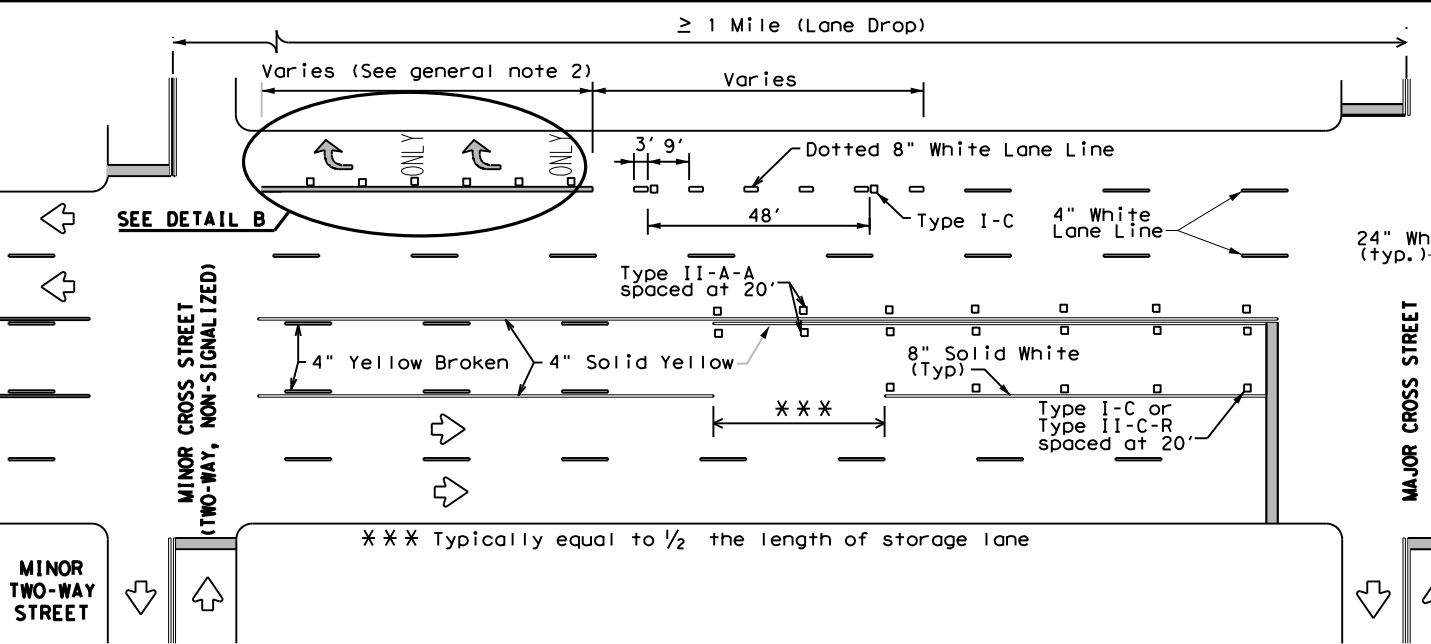 ≥ 1 Mile (Lane Drop)
Varies (See general note 2)
Varies
ONLY
ONLY
3'
9'
Dotted 8" White Lane Line
SEE DETAIL B
48'
Type I-C
4" White
Lane Line
24" Wh
(typ.)
Type II-A-A
spaced at 20'
MINOR CROSS STREET
(TWO-WAY, NON-SIGNALIZED)
MAJOR CROSS STREET
4" Yellow Broken
4" Solid Yellow
8" Solid White
(Typ)
***
Type I-C or
Type II-C-R
spaced at 20'
*** Typically equal to ½ the length of storage lane
MINOR
TWO-WAY
STREET